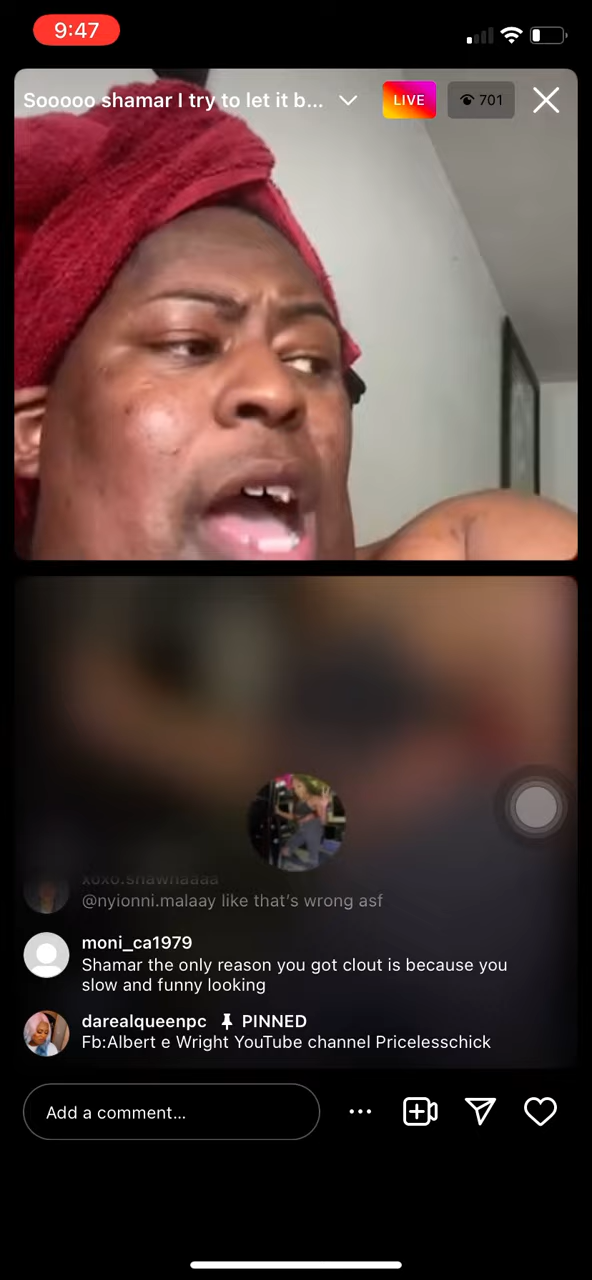 9:47
Sooooo shamar I try to let it b...
LIVE
701
xoxo.shawnaaaa
@nyionni.malaay like that's wrong asf
moni_ca1979
Shamar the only reason you got clout is because you
slow and funny looking
darealqueenpc PINNED
Fb:Albert e Wright YouTube channel Pricelesschick
Add a comment...